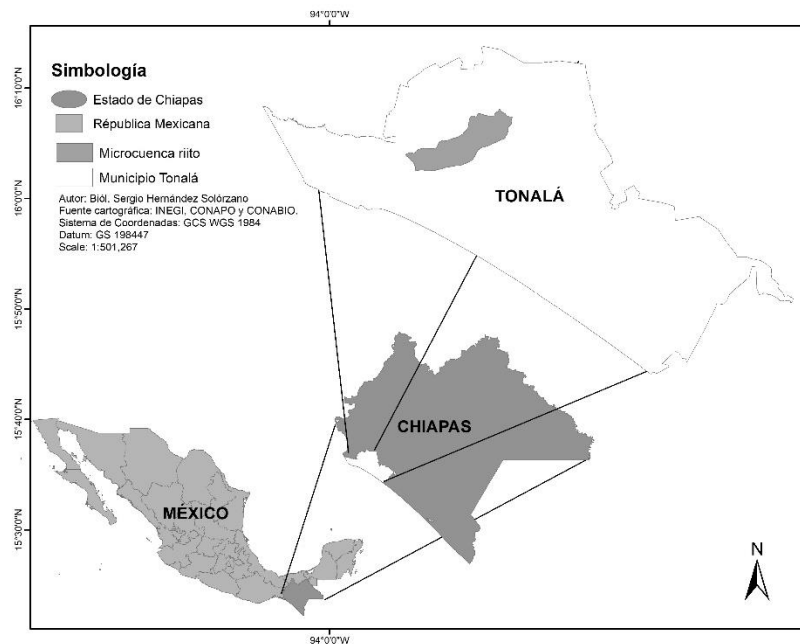 94°0'0"W
Simbología
Estado de Chiapas
Républica Mexicana
Microcuenca riito
Municipio Tonalá
Autor: Biól. Sergio Hernández Solórzano
Fuente cartográfica: INEGI, CONAPO y CONABIO.
Sistema de Coordenadas: GCS WGS 1984
Datum: GS 198447
Scale: 1:501,267
16°10'0"N
16°0'0"N
15°50'0"N
15°40'0"N
15°30'0"N
TONALÁ
CHIAPAS
MÉXICO
N
94°0'0"W